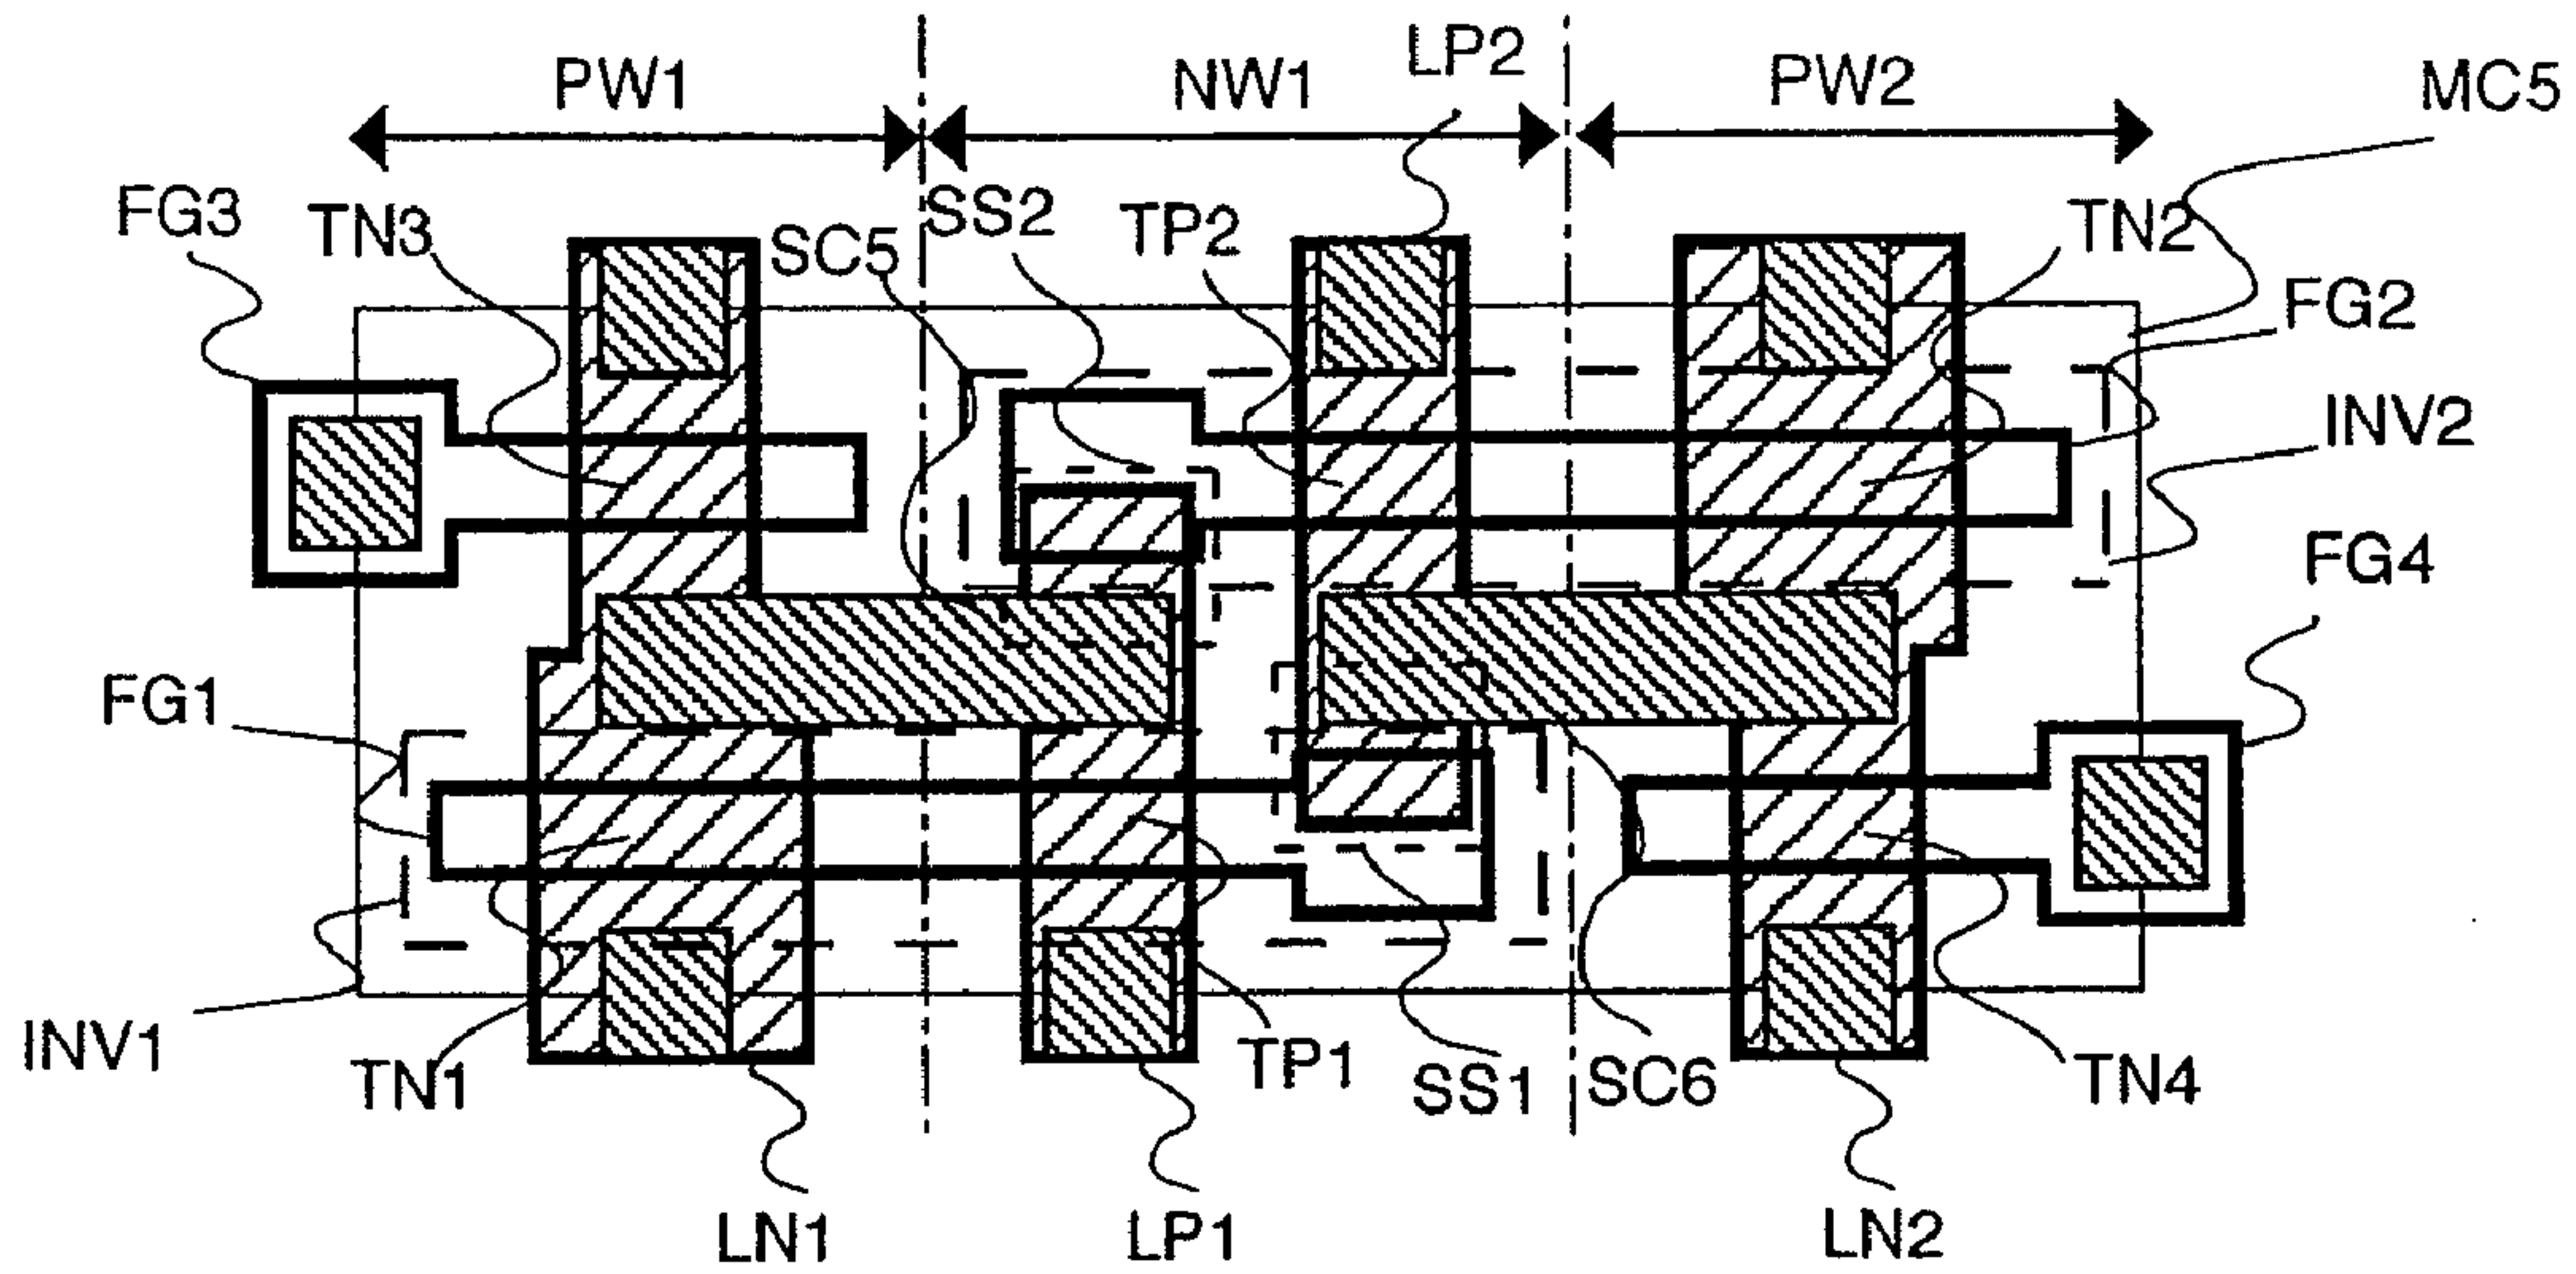 PW1 NW1 LP2 PW2 MC5
FG3 TN3 SC5 SS2 TP2 TN2
FG2
INV2
FG4
FG1
INV1 TN1 TP1 SS1 SC6 TN4
LN1 LP1 LN2